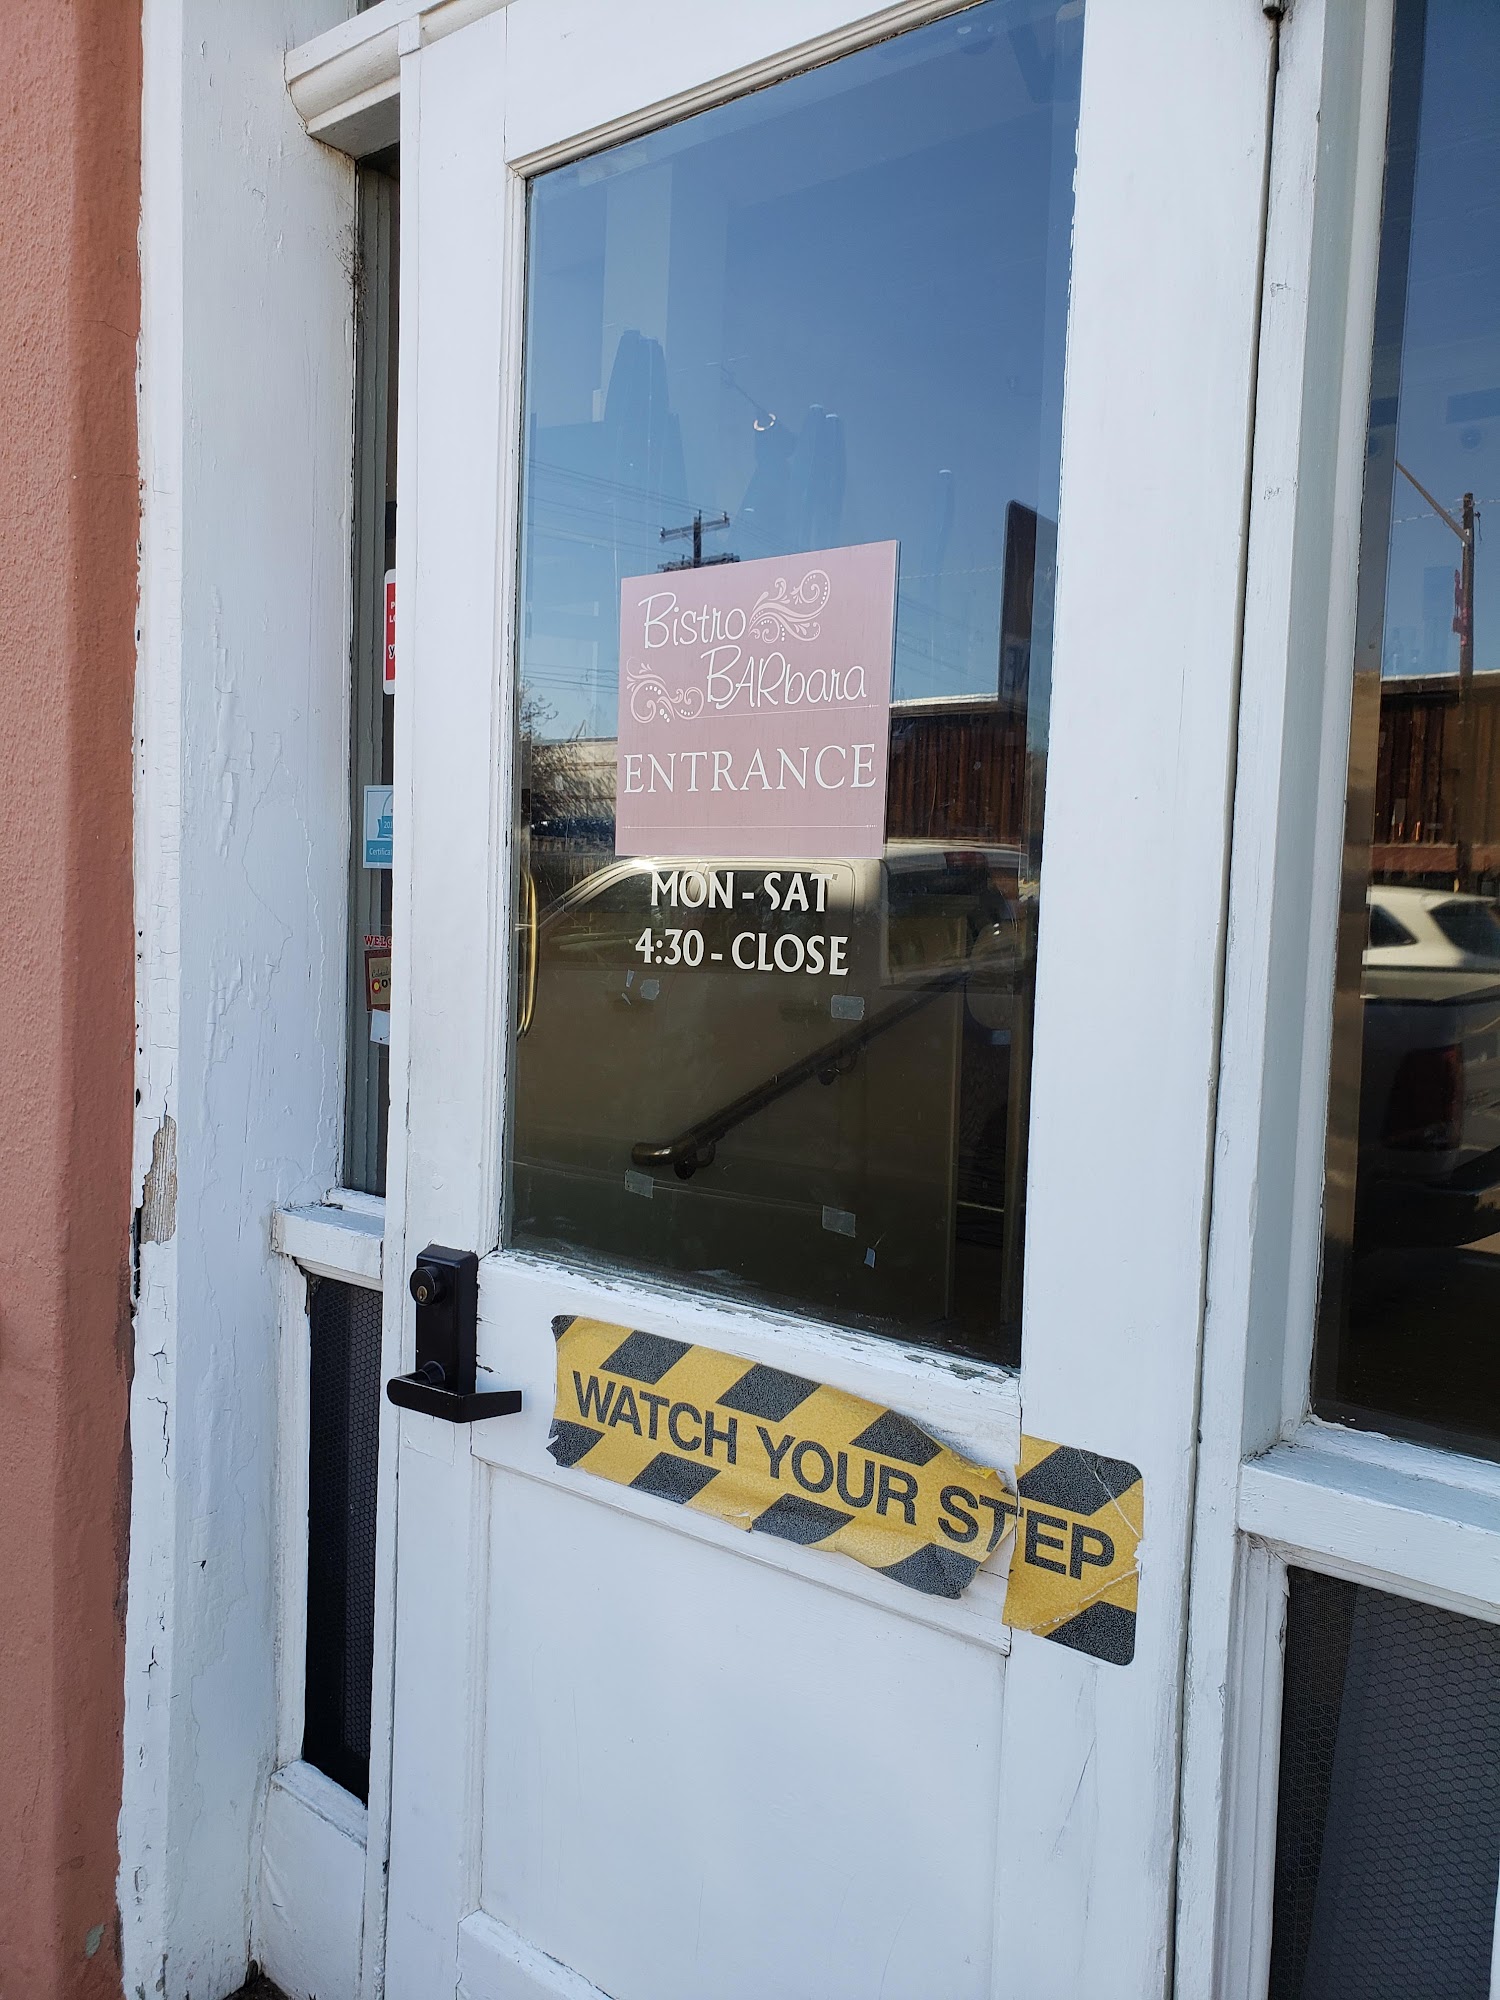 Bistro
BARbara
ENTRANCE
MON - SAT
4:30 - CLOSE
WATCH YOUR STEP